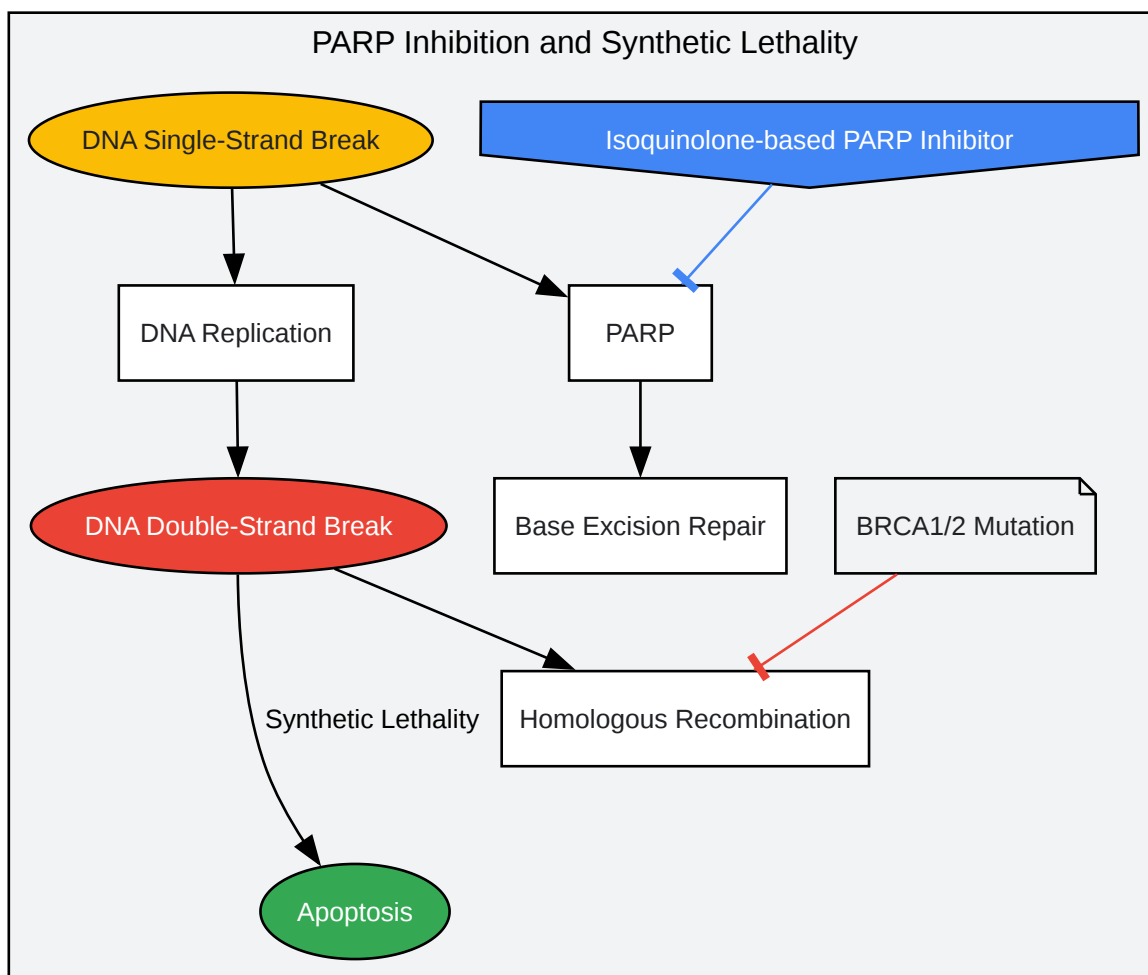 PARP Inhibition and Synthetic Lethality
DNA Single-Strand Break
Isoquinolone-based PARP Inhibitor
DNA Replication
PARP
DNA Double-Strand Break
Base Excision Repair
BRCA1/2 Mutation
Synthetic Lethality
Homologous Recombination
Apoptosis